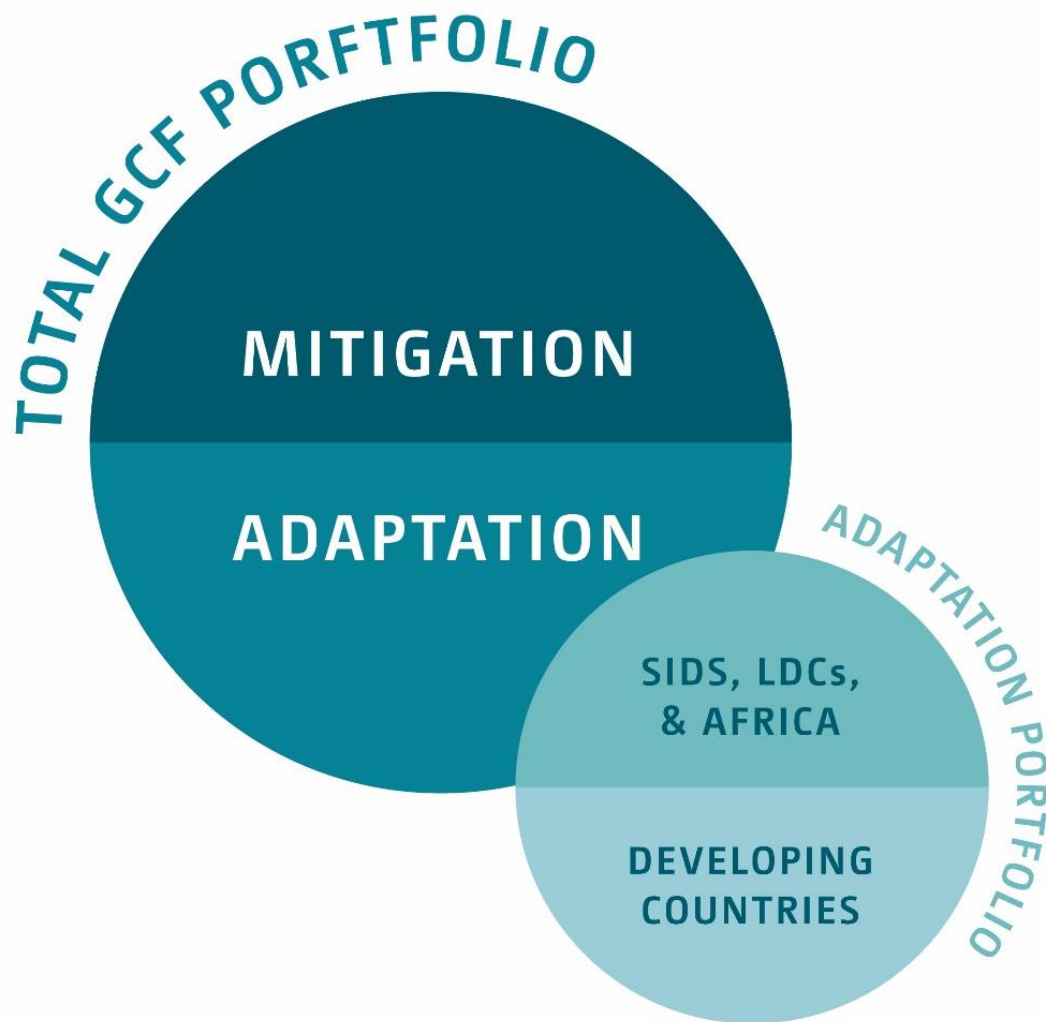 TOTAL GCF PORFTFOLIO
MITIGATION
ADAPTATION
ADAPTATION PORTFOLIO
SIDS, LDCs,
& AFRICA
DEVELOPING
COUNTRIES